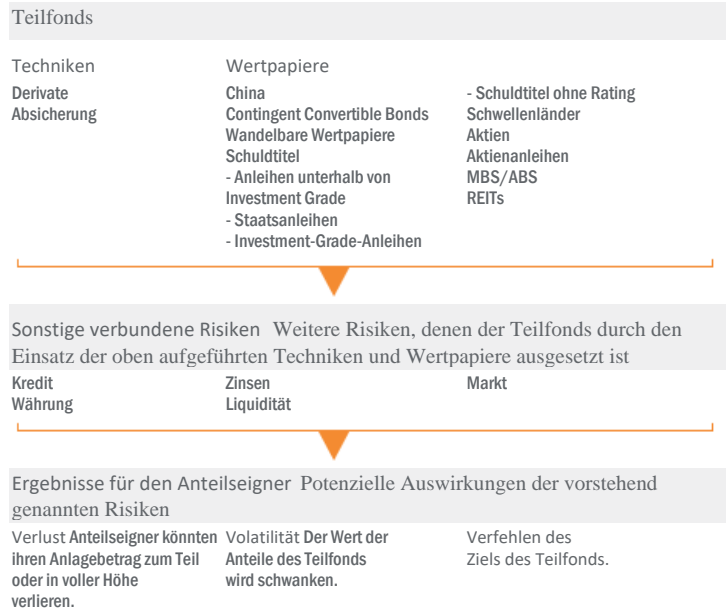 Teilfonds
Techniken
Derivate
Absicherung
Wertpapiere
China
Contingent Convertible Bonds
Wandelbare Wertpapiere
Schuldtitel
- Anleihen unterhalb von
Investment Grade
- Staatsanleihen
- Investment-Grade-Anleihen
- Schuldtitel ohne Rating
Schwellenländer
Aktien
Aktienanleihen
MBS/ABS
REITs
Sonstige verbundene Risiken Weitere Risiken, denen der Teilfonds durch den
Einsatz der oben aufgeführten Techniken und Wertpapiere ausgesetzt ist
Kredit
Währung
Zinsen
Liquidität
Markt
Ergebnisse für den Anteilseigner Potenzielle Auswirkungen der vorstehend
genannten Risiken
Verlust Anteilseigner könnten
ihren Anlagebetrag zum Teil
oder in voller Höhe
verlieren.
Volatilität Der Wert der
Anteile des Teilfonds
wird schwanken.
Verfehlen des
Ziels des Teilfonds.